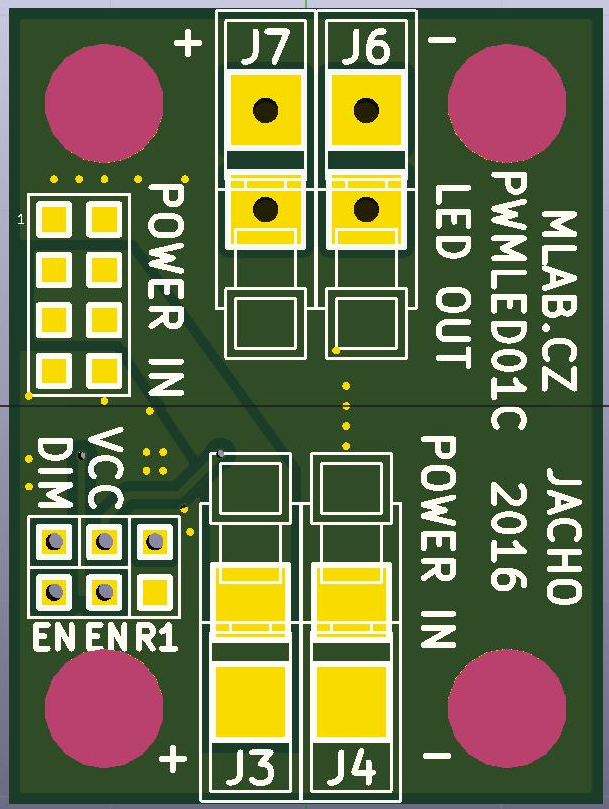 + J7 J6 -
1
POWER IN
LED OUT
PWMLED01C
MLAB.CZ
DIM
VCC
POWER IN
2016
JACHO
EN EN R1
+ J3 J4 -